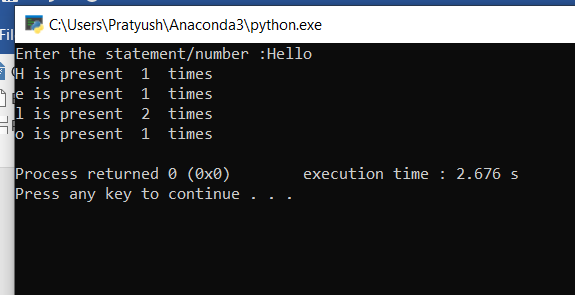 C:\Users\Pratyush\Anaconda3\python.exe
Enter the statement/number :Hello
H is present  1  times
e is present  1  times
l is present  2  times
o is present  1  times
Process returned 0 (0x0)        execution time : 2.676 s
Press any key to continue . . .